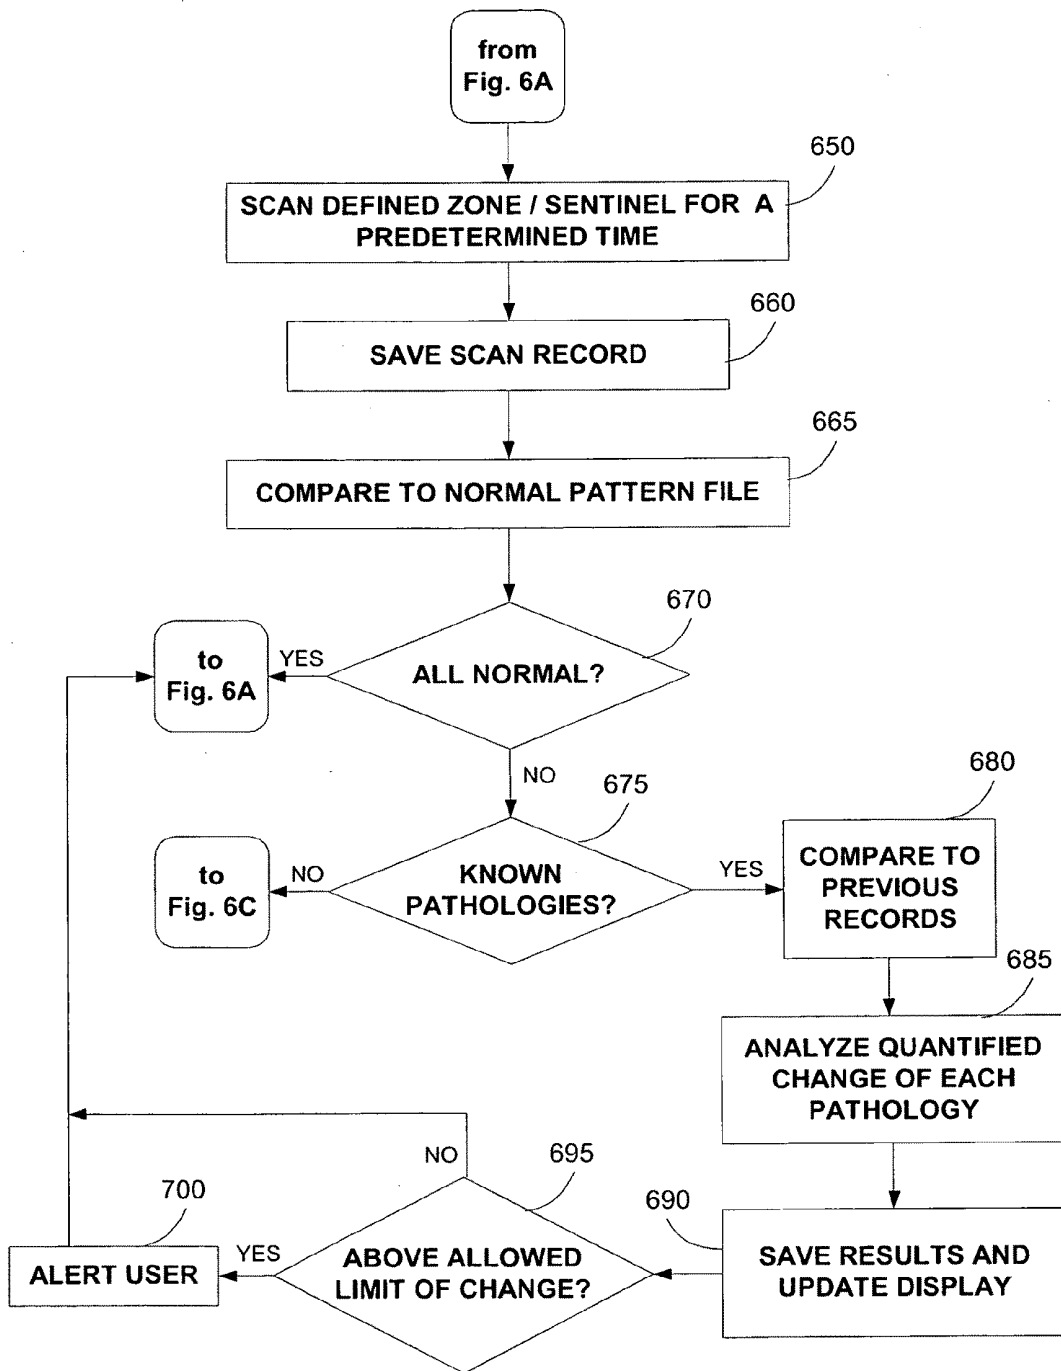 from
Fig. 6A
650
SCAN DEFINED ZONE / SENTINEL FOR A
PREDETERMINED TIME
660
SAVE SCAN RECORD
665
COMPARE TO NORMAL PATTERN FILE
670
to
Fig. 6A
YES
ALL NORMAL?
NO
675
680
to
Fig. 6C
NO
KNOWN
PATHOLOGIES?
YES
COMPARE TO
PREVIOUS
RECORDS
685
ANALYZE QUANTIFIED
CHANGE OF EACH
PATHOLOGY
NO
695
690
700
ALERT USER
YES
ABOVE ALLOWED
LIMIT OF CHANGE?
SAVE RESULTS AND
UPDATE DISPLAY